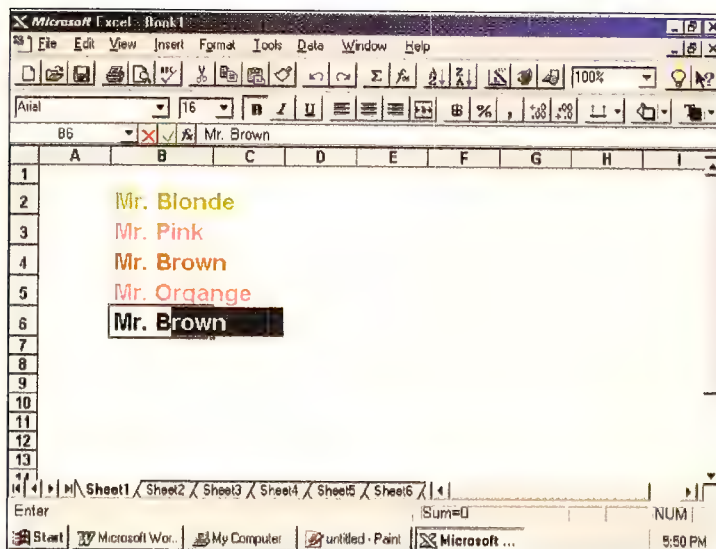 Microsoft Excel - Book1
File Edit View Insert Format Tools Data Window Help
100%
Arial 16 B I U % ,
B6 Mr. Brown
A B C D E F G H I
1
2 Mr. Blonde
3 Mr. Pink
4 Mr. Brown
5 Mr. Orqange
6 Mr. Brown
7
8
9
10
11
12
13
Sheet1 Sheet2 Sheet3 Sheet4 Sheet5 Sheet6
Enter Sum=0 NUM
Start Microsoft Wor.. My Computer untitled - Paint Microsoft ... 5:50 PM